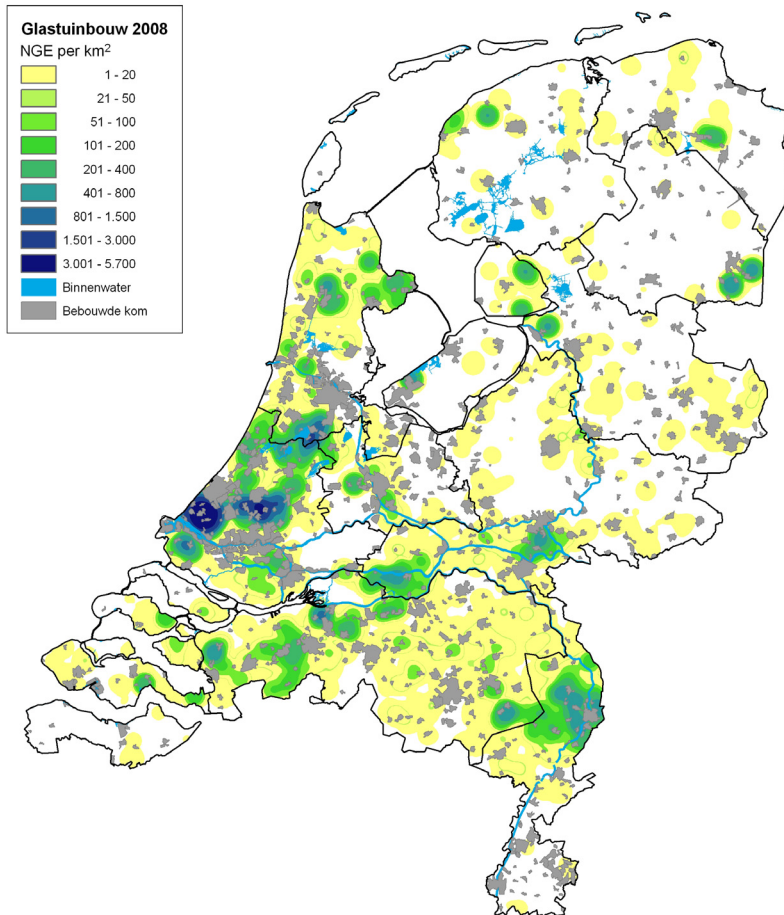 Glastuinbouw 2008
NGE per km²
1 - 20
21 - 50
51 - 100
101 - 200
201 - 400
401 - 800
801 - 1.500
1.501 - 3.000
3.001 - 5.700
Binnenwater
Bebouwde kom